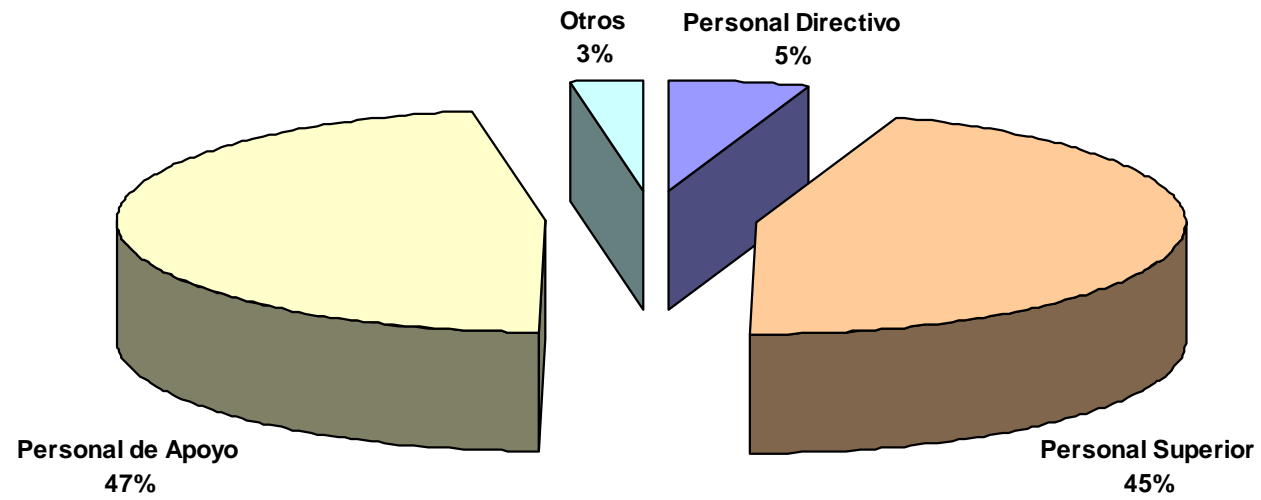 Otros
3%
Personal Directivo
5%
Personal de Apoyo
47%
Personal Superior
45%